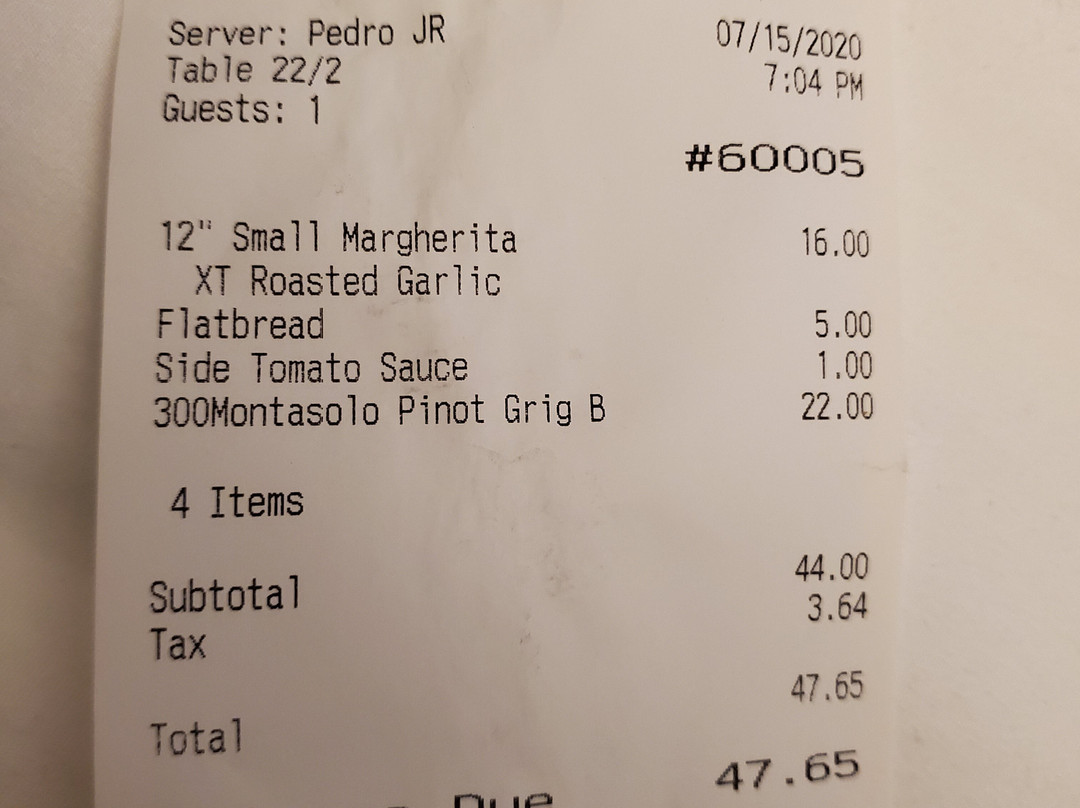 Server: Pedro JR 07/15/2020
Table 22/2 7:04 PM
Guests: 1
#60005
12" Small Margherita 16.00
XT Roasted Garlic
Flatbread 5.00
Side Tomato Sauce 1.00
300Montasolo Pinot Grig B 22.00
4 Items
Subtotal 44.00
Tax 3.64
Total 47.65
Due 47.65